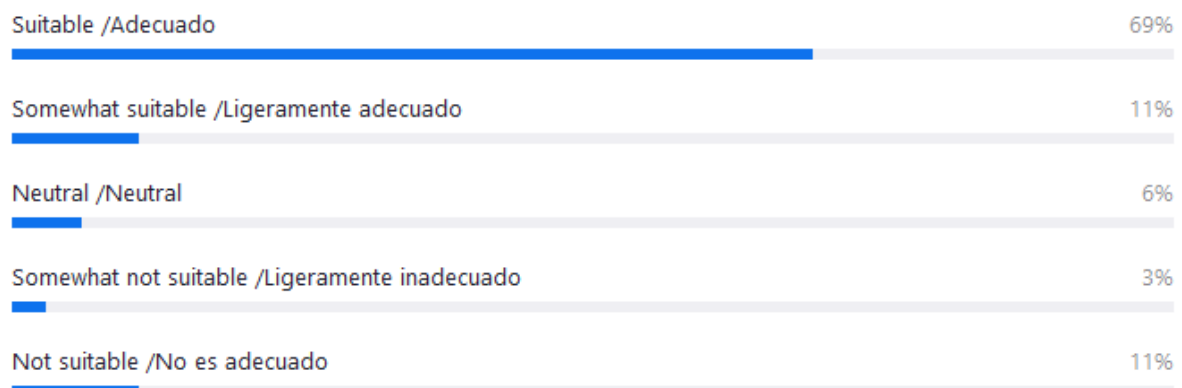 Suitable /Adecuado 69%
Somewhat suitable /Ligeramente adecuado 11%
Neutral /Neutral 6%
Somewhat not suitable /Ligeramente inadecuado 3%
Not suitable /No es adecuado 11%